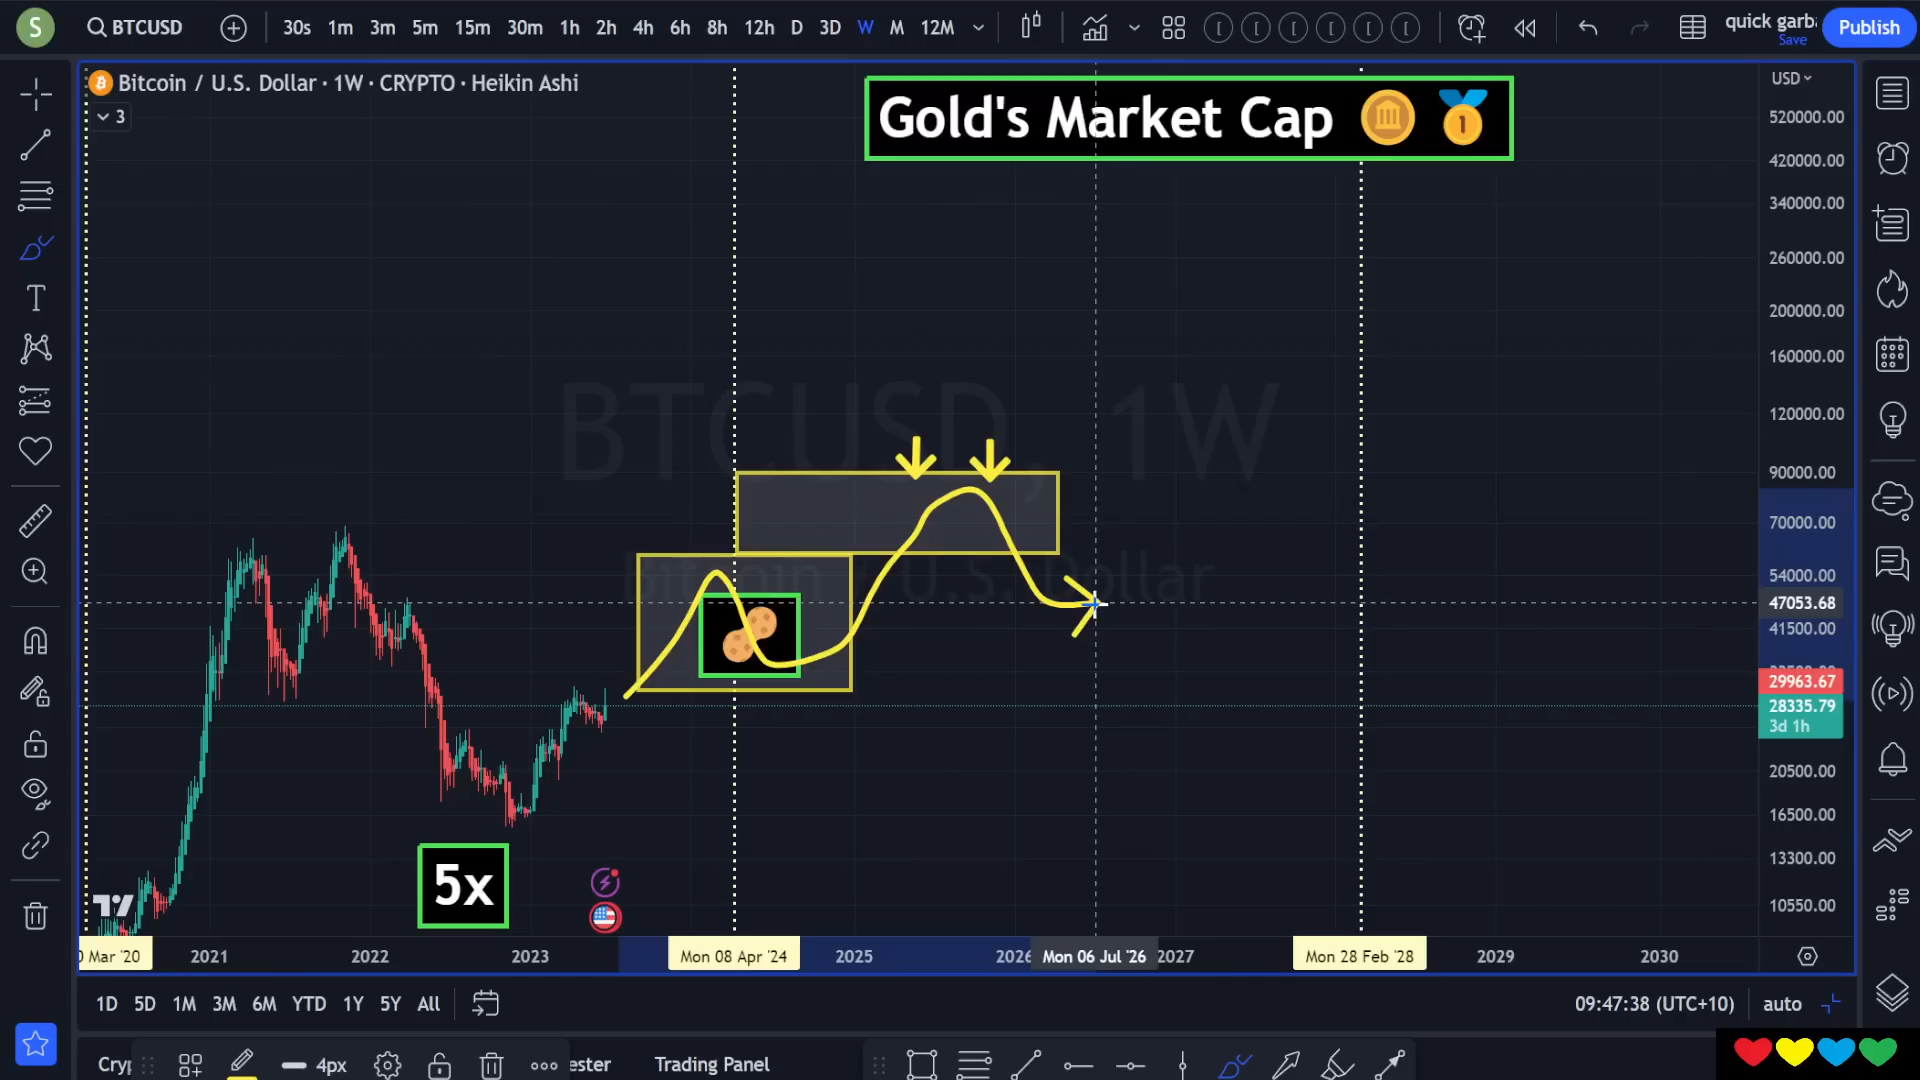 S
BTCUSD
30s 1m 3m 5m 15m 30m 1h 2h 4h 6h 8h 12h D 3D W M 12M
quick garba
Save
Publish
Bitcoin / U.S. Dollar · 1W · CRYPTO · Heikin Ashi
3
Gold's Market Cap
USD
520000.00
420000.00
340000.00
260000.00
200000.00
160000.00
120000.00
90000.00
70000.00
54000.00
47053.68
41500.00
29963.67
28335.79
3d 1h
20500.00
16500.00
13300.00
10550.00
BTCUSD, 1W
Bitcoin / U.S. Dollar
5x
0 Mar '20 2021 2022 2023 Mon 08 Apr '24 2025 2026 Mon 06 Jul '26 2027 Mon 28 Feb '28 2029 2030
1D 5D 1M 3M 6M YTD 1Y 5Y All
09:47:38 (UTC+10) auto
4px
ester
Trading Panel